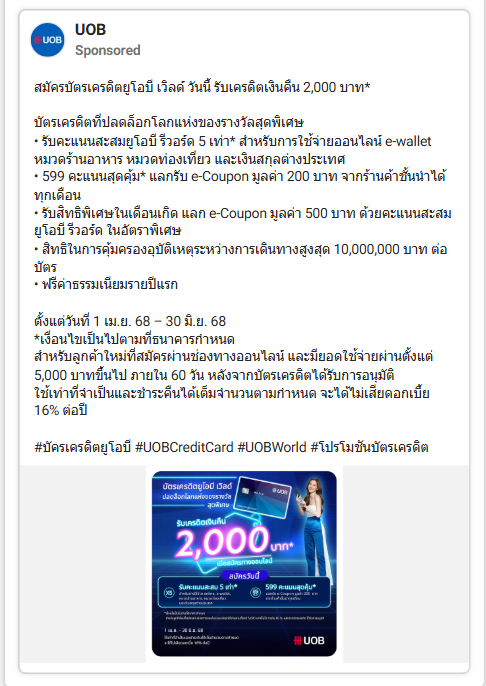 UOB
UOB
Sponsored
สมัครบัตรเครดิตยูโอบี เวิลด์ วันนี้ รับเครดิตเงินคืน 2,000 บาท*
บัตรเครดิตที่ปลดล็อกโลกแห่งของรางวัลสุดพิเศษ
• รับคะแนนสะสมยูโอบี รีวอร์ด 5 เท่า* สำหรับการใช้จ่ายออนไลน์ e-wallet
หมวดร้านอาหาร หมวดท่องเที่ยว และเงินสกุลต่างประเทศ
• 599 คะแนนสุดคุ้ม* แลกรับ e-Coupon มูลค่า 200 บาท จากร้านค้าชั้นนำได้
ทุกเดือน
• รับสิทธิพิเศษในเดือนเกิด แลก e-Coupon มูลค่า 500 บาท ด้วยคะแนนสะสม
ยูโอบี รีวอร์ด ในอัตราพิเศษ
• สิทธิในการคุ้มครองอุบัติเหตุระหว่างการเดินทางสูงสุด 10,000,000 บาท ต่อ
บัตร
• ฟรีค่าธรรมเนียมรายปีแรก
ตั้งแต่วันที่ 1 เม.ย. 68 – 30 มิ.ย. 68
*เงื่อนไขเป็นไปตามที่ธนาคารกำหนด
สำหรับลูกค้าใหม่ที่สมัครผ่านช่องทางออนไลน์ และมียอดใช้จ่ายผ่านตั้งแต่
5,000 บาทขึ้นไป ภายใน 60 วัน หลังจากบัตรเครดิตได้รับการอนุมัติ
ใช้เท่าที่จำเป็นและชำระคืนได้เต็มจำนวนตามกำหนด จะได้ไม่เสียดอกเบี้ย
16% ต่อปี
#บัครเครดิตยูโอบี #UOBCreditCard #UOBWorld #โปรโมชันบัตรเครดิต
บัตรเครดิตยูโอบี เวิลด์
ปลดล็อกโลกแห่งของรางวัล
สุดพิเศษ
UOB
รับเครดิตเงินคืน
2,000 บาท*
เมื่อสมัครทางออนไลน์
สมัครวันนี้
X5
รับคะแนนสะสม 5 เท่า*
599 คะแนนสุดคุ้ม*
1 เม.ย. – 30 มิ.ย. 68
UOB